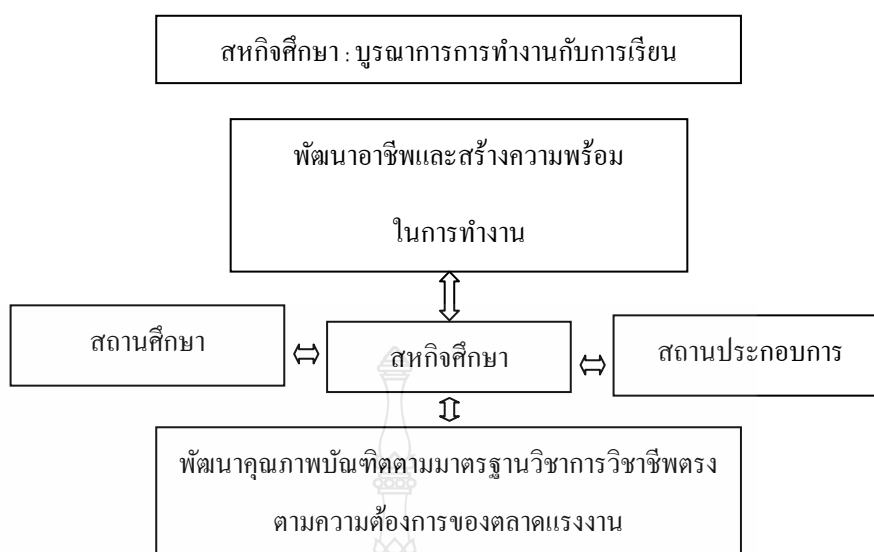 สหกิจศึกษา : บูรณาการการทำงานกับการเรียน
พัฒนาอาชีพและสร้างความพร้อม
ในการทำงาน
สถานศึกษา
สหกิจศึกษา
สถานประกอบการ
พัฒนาคุณภาพบัณฑิตตามมาตรฐานวิชาการวิชาชีพตรง
ตามความต้องการของตลาดแรงงาน